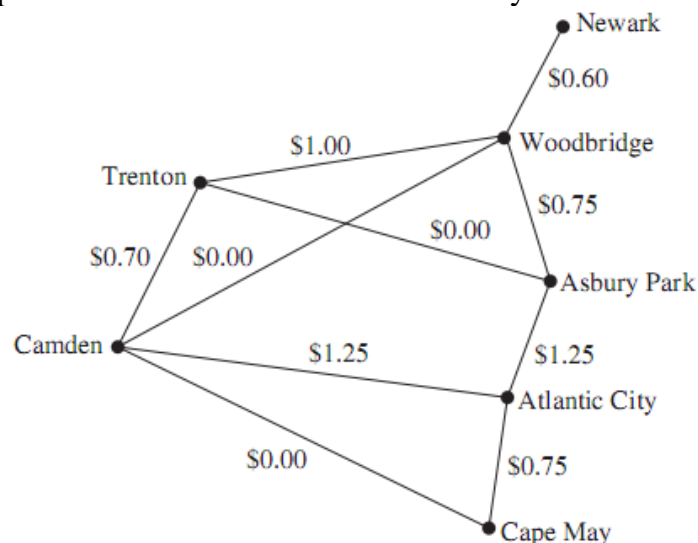 Newark
$0.60
$1.00
Woodbridge
Trenton
$0.75
$0.00
$0.70
$0.00
Asbury Park
Camden
$1.25
$1.25
Atlantic City
$0.00
$0.75
Cape May